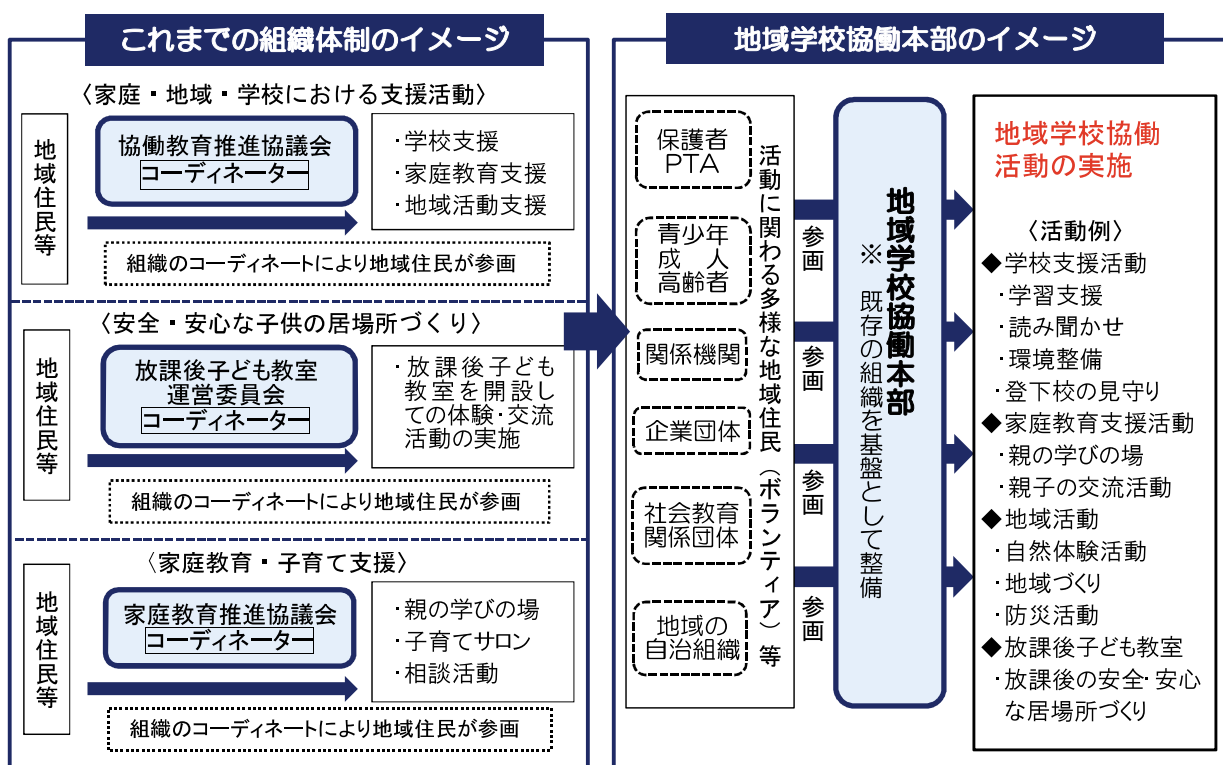 これまでの組織体制のイメージ
〈家庭・地域・学校における支援活動〉
地域住民等
協働教育推進協議会
コーディネーター
・学校支援
・家庭教育支援
・地域活動支援
組織のコーディネートにより地域住民が参画
〈安全・安心な子供の居場所づくり〉
地域住民等
放課後子ども教室
運営委員会
コーディネーター
・放課後子ども
教室を開設し
ての体験・交流
活動の実施
組織のコーディネートにより地域住民が参画
〈家庭教育・子育て支援〉
地域住民等
家庭教育推進協議会
コーディネーター
・親の学びの場
・子育てサロン
・相談活動
組織のコーディネートにより地域住民が参画
地域学校協働本部のイメージ
保護者
PTA
青少年
成　人
高齢者
関係機関
企業団体
社会教育
関係団体
地域の
自治組織
活動に関わる多様な地域住民（ボランティア）等
参画
参画
参画
参画
地域学校協働本部
※　既存の組織を基盤として整備
地域学校協働
活動の実施
〈活動例〉
◆学校支援活動
・学習支援
・読み聞かせ
・環境整備
・登下校の見守り
◆家庭教育支援活動
・親の学びの場
・親子の交流活動
◆地域活動
・自然体験活動
・地域づくり
・防災活動
◆放課後子ども教室
・放課後の安全・安心
な居場所づくり